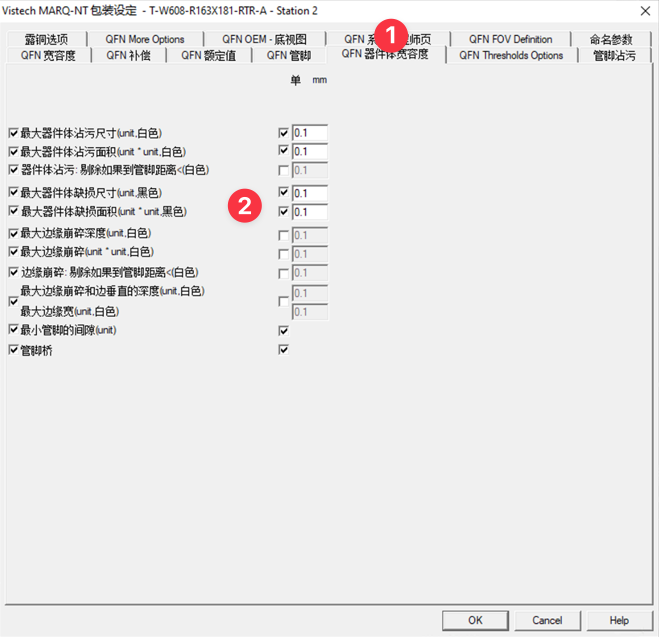 Vistech MARQ-NT 包装设定 - T-W608-R163X181-RTR-A - Station 2
露铜选项 QFN More Options QFN OEM - 底视图 QFN 系 师页 QFN FOV Definition 命名参数
QFN 宽容度 QFN 补偿 QFN 额定值 QFN 管脚 QFN 器件体宽容度 QFN Thresholds Options 管脚沾污
1
单 mm
最大器件体沾污尺寸(unit,白色) 0.1
最大器件体沾污面积(unit * unit,白色) 0.1
器件体沾污: 剔除如果到管脚距离<(白色) 0.1
最大器件体缺损尺寸(unit,黑色) 0.1
2
最大器件体缺损面积(unit * unit,黑色) 0.1
最大边缘崩碎深度(unit,白色) 0.1
最大边缘崩碎(unit * unit,白色) 0.1
边缘崩碎: 剔除如果到管脚距离<(白色) 0.1
最大边缘崩碎和边垂直的深度(unit,白色) 0.1
最大边缘宽(unit,白色) 0.1
最小管脚的间隙(unit)
管脚桥
OK Cancel Help